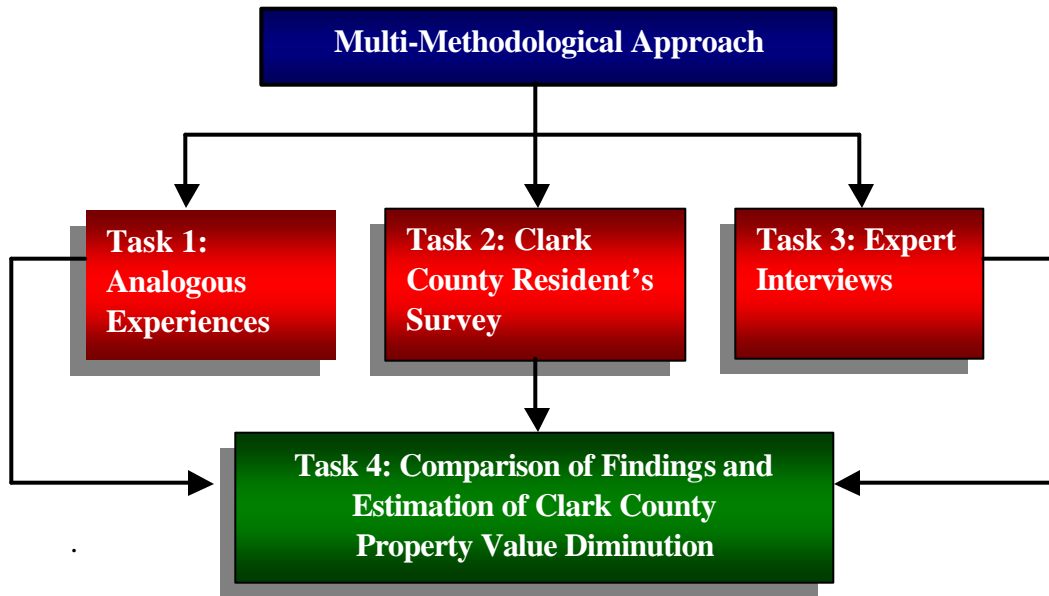 Multi-Methodological Approach
Task 1:
Analogous
Experiences
Task 2: Clark
County Resident’s
Survey
Task 3: Expert
Interviews
Task 4: Comparison of Findings and
Estimation of Clark County
Property Value Diminution
.